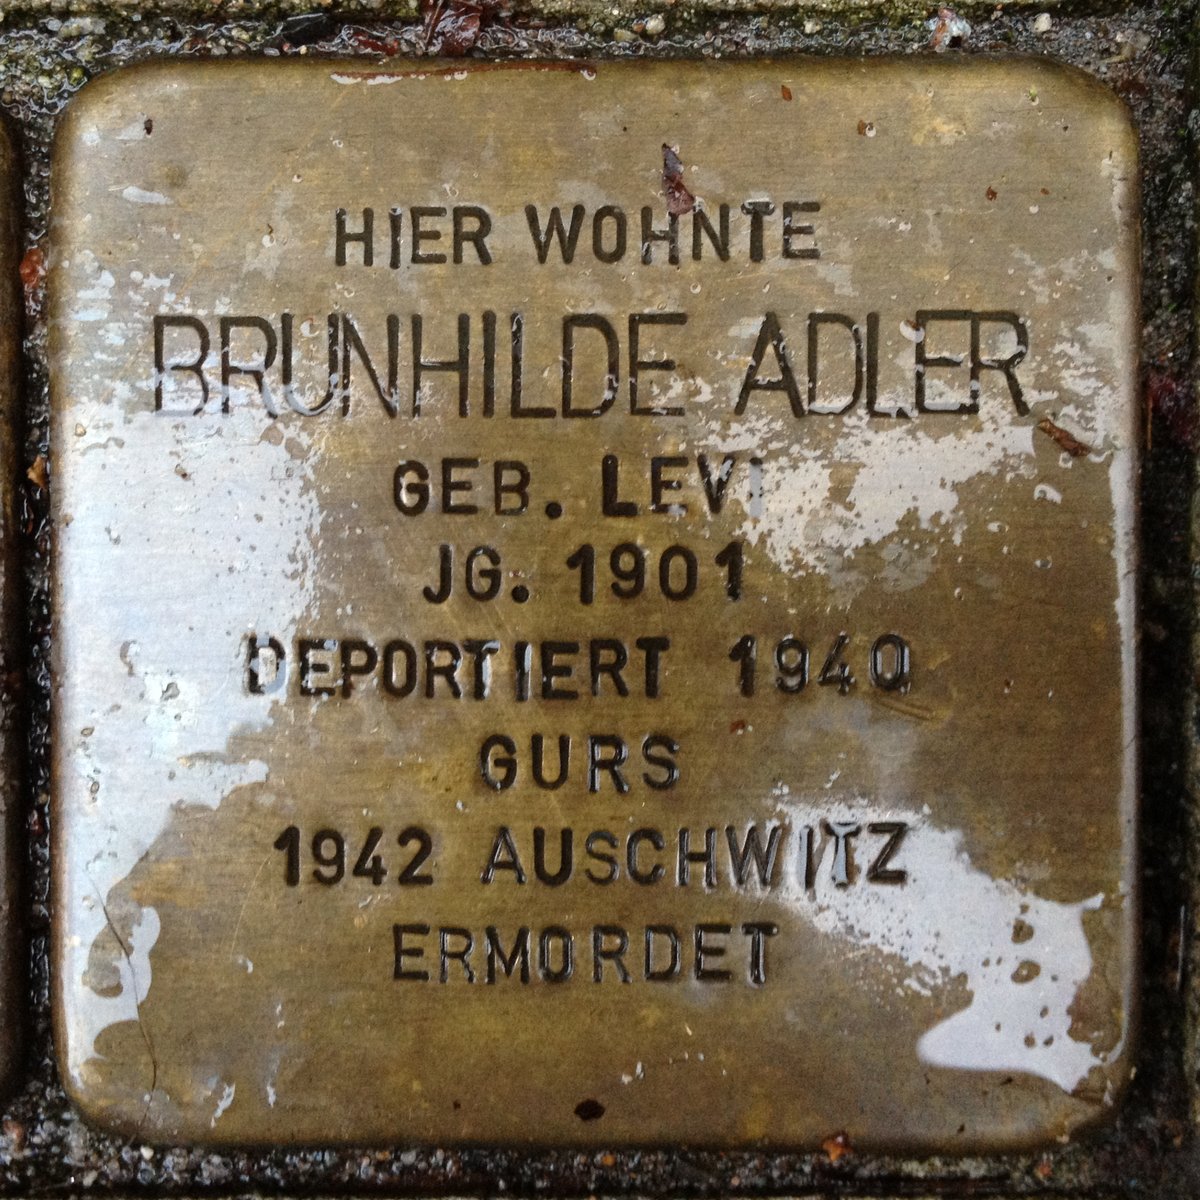 HIER WOHNTE
BRUNHILDE ADLER
GEB. LEVI
JG. 1901
DEPORTIERT 1940
GURS
1942 AUSCHWITZ
ERMORDET